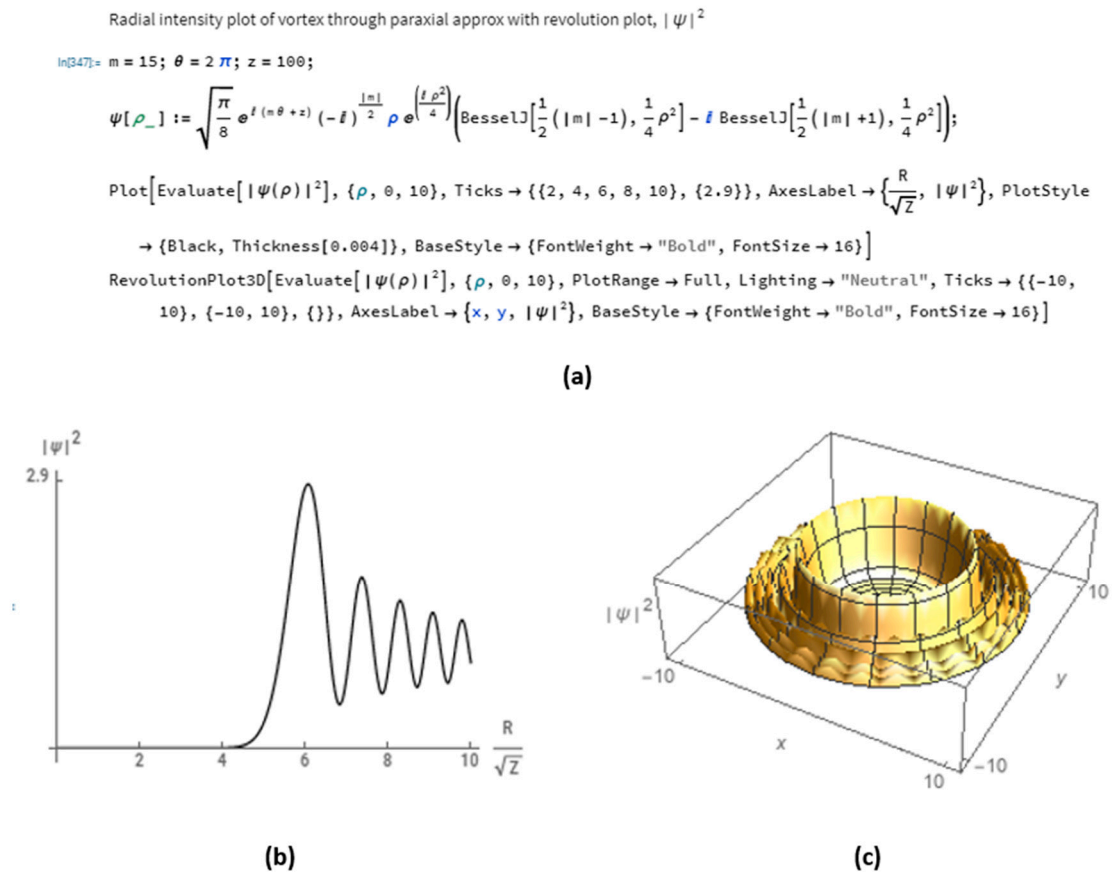 Radial intensity plot of vortex through paraxial approx with revolution plot, |ψ|²
In[347]:= m = 15; θ = 2 π; z = 100;
ψ[ρ_] := √(π/8) ⅇ^(ⅈ (m θ + z)) (-ⅈ)^(|m|/2) ρ ⅇ^(ⅈ ρ²/4) (BesselJ[1/2 (|m| -1), 1/4 ρ²] - ⅈ BesselJ[1/2 (|m| +1), 1/4 ρ²]);
Plot[Evaluate[|ψ(ρ)|²], {ρ, 0, 10}, Ticks → {{2, 4, 6, 8, 10}, {2.9}}, AxesLabel → {R/√Z, |ψ|²}, PlotStyle
→ {Black, Thickness[0.004]}, BaseStyle → {FontWeight → "Bold", FontSize → 16}]
RevolutionPlot3D[Evaluate[|ψ(ρ)|²], {ρ, 0, 10}, PlotRange → Full, Lighting → "Neutral", Ticks → {{-10,
10}, {-10, 10}, {}}, AxesLabel → {x, y, |ψ|²}, BaseStyle → {FontWeight → "Bold", FontSize → 16}]
(a)
|ψ|²
2.9
2 4 6 8 10
R/√Z
(b)
|ψ|²
-10
x
10
-10
y
10
(c)